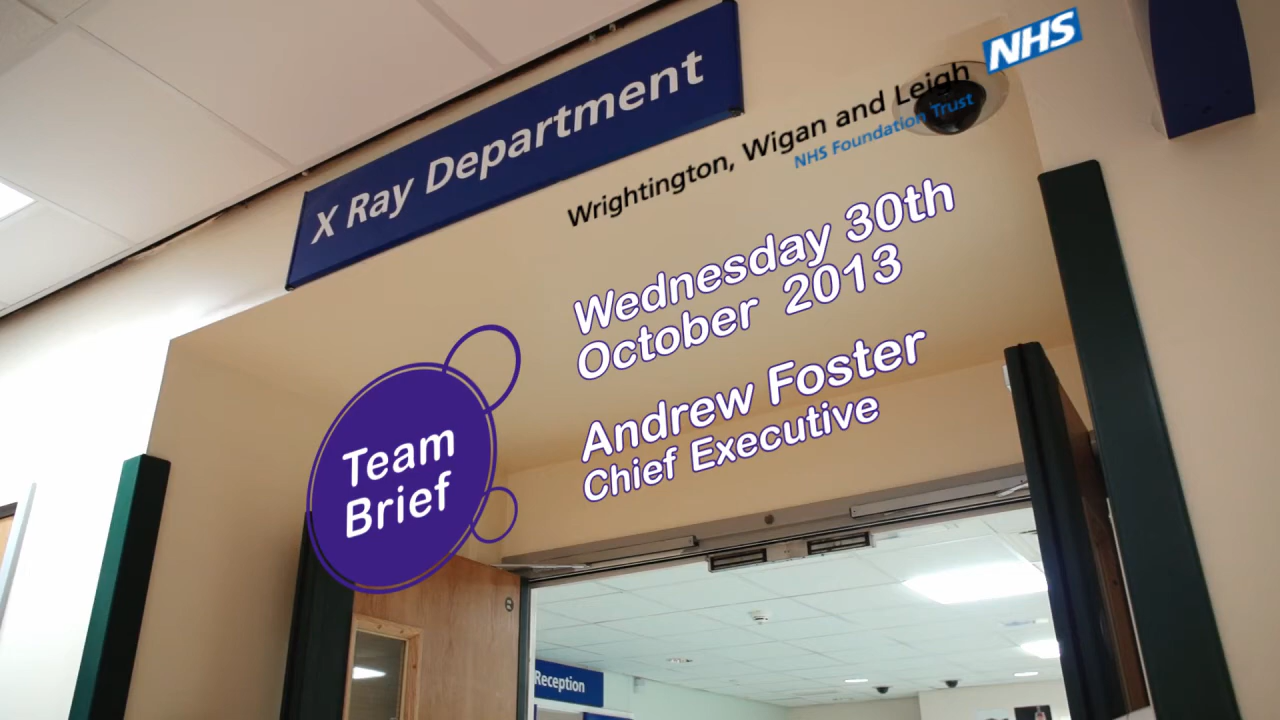 X Ray Department
NHS
Wrightington, Wigan and Leigh
NHS Foundation Trust
Wednesday 30th
October 2013
Andrew Foster
Chief Executive
Team
Brief
Reception